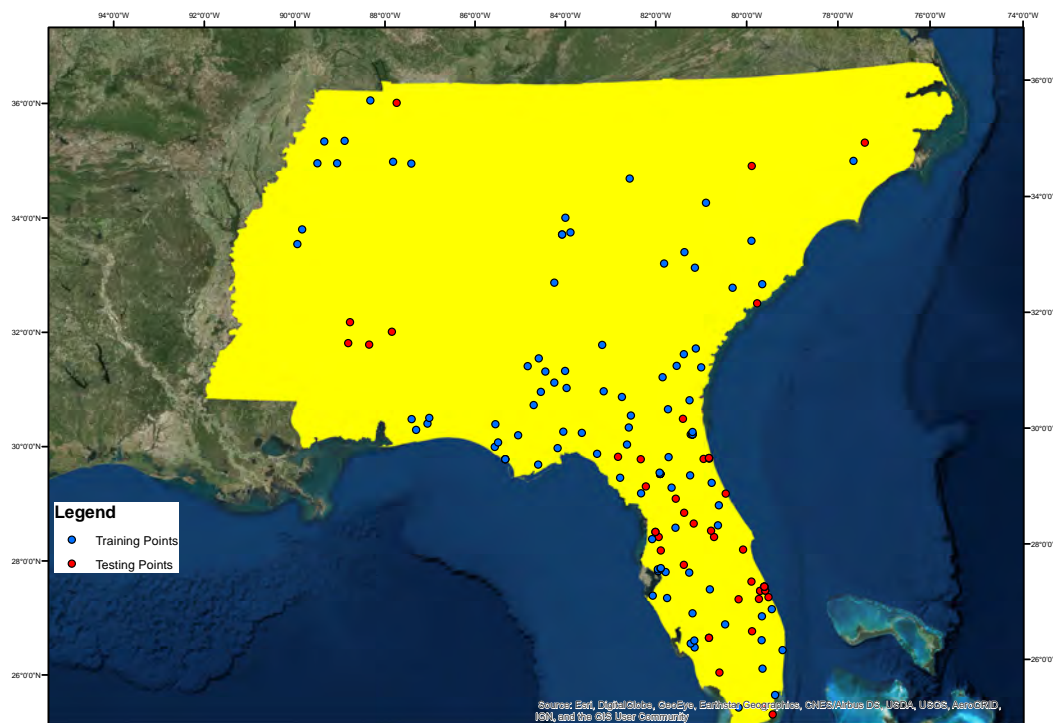 94°0'0"W 92°0'0"W 90°0'0"W 88°0'0"W 86°0'0"W 84°0'0"W 82°0'0"W 80°0'0"W 78°0'0"W 76°0'0"W 74°0'0"W
36°0'0"N 36°0'0"N
34°0'0"N 34°0'0"N
32°0'0"N 32°0'0"N
30°0'0"N 30°0'0"N
Legend
Training Points
Testing Points
28°0'0"N 28°0'0"N
26°0'0"N 26°0'0"N
Source: Esri, DigitalGlobe, GeoEye, Earthstar Geographics, CNES/Airbus DS, USDA, USGS, AeroGRID,
IGN, and the GIS User Community